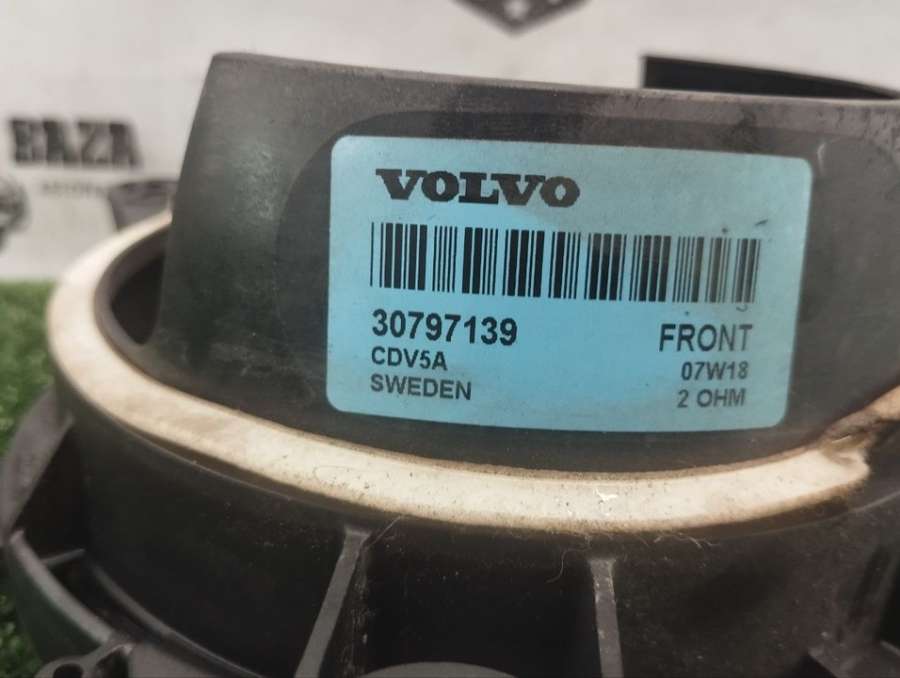 BAZA
VOLVO
30797139 FRONT
CDV5A 07W18
SWEDEN 2 OHM